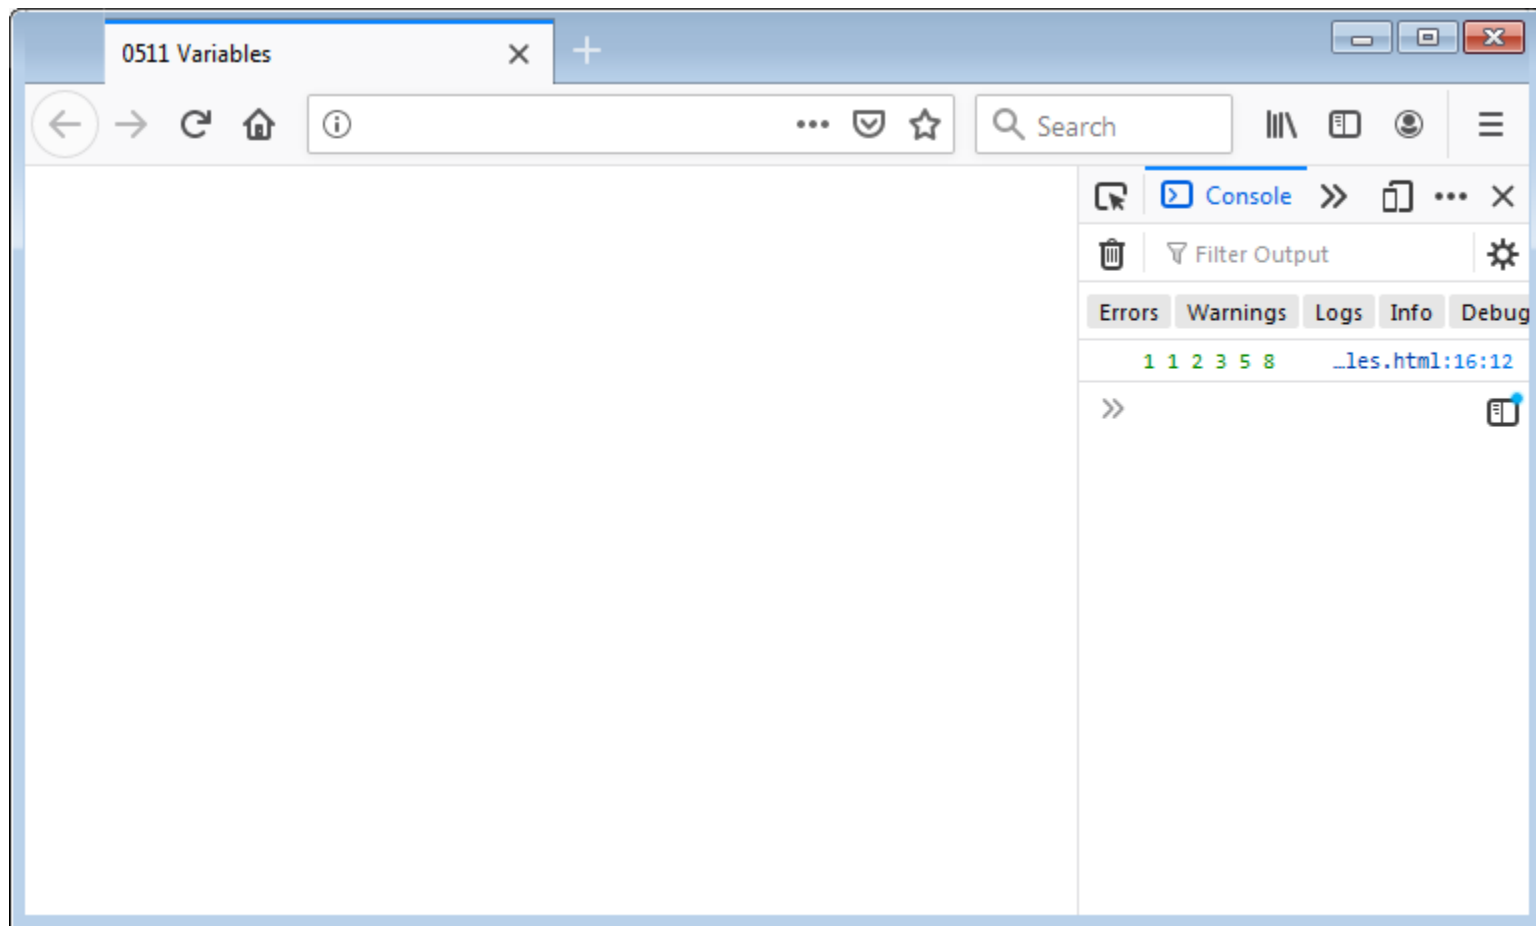 0511 Variables
Search
Console
Filter Output
Errors Warnings Logs Info Debug
1 1 2 3 5 8 …les.html:16:12